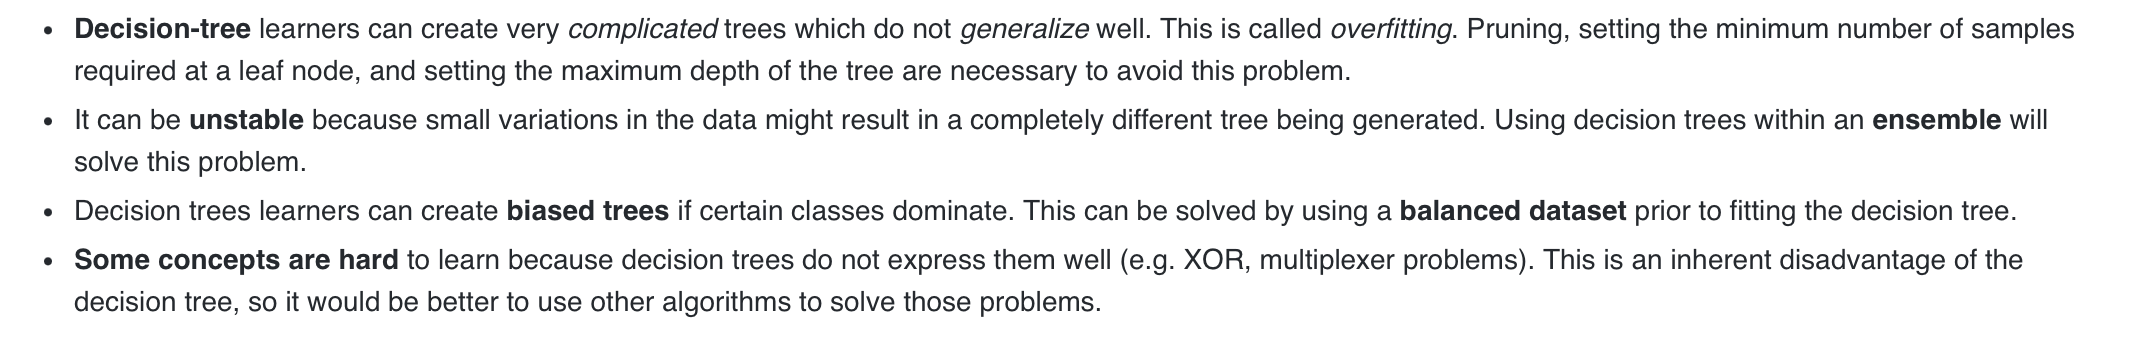 • Decision-tree learners can create very complicated trees which do not generalize well. This is called overfitting. Pruning, setting the minimum number of samples
required at a leaf node, and setting the maximum depth of the tree are necessary to avoid this problem.
• It can be unstable because small variations in the data might result in a completely different tree being generated. Using decision trees within an ensemble will
solve this problem.
• Decision trees learners can create biased trees if certain classes dominate. This can be solved by using a balanced dataset prior to fitting the decision tree.
• Some concepts are hard to learn because decision trees do not express them well (e.g. XOR, multiplexer problems). This is an inherent disadvantage of the
decision tree, so it would be better to use other algorithms to solve those problems.